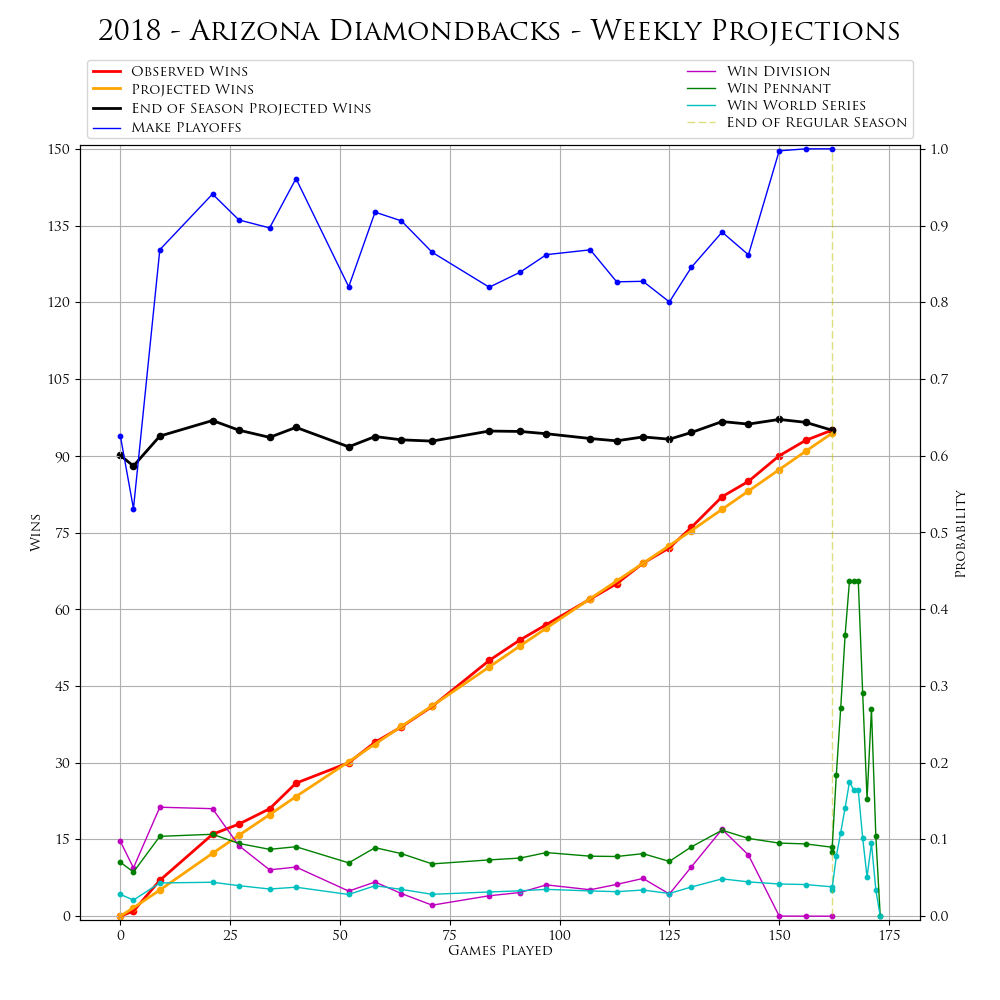 2018 - Arizona Diamondbacks - Weekly Projections
Observed Wins
Projected Wins
End of Season Projected Wins
Make Playoffs
Win Division
Win Pennant
Win World Series
End of Regular Season
150
135
120
105
90
75
60
45
30
15
0
Wins
1.0
0.9
0.8
0.7
0.6
0.5
0.4
0.3
0.2
0.1
0.0
Probability
0 25 50 75 100 125 150 175
Games Played